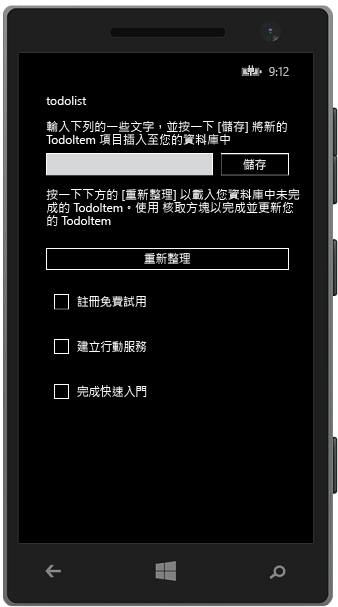 9:12
todolist
輸入下列的一些文字，並按一下 [儲存] 將新的
TodoItem 項目插入至您的資料庫中
儲存
按一下下方的 [重新整理] 以載入您資料庫中未完
成的 TodoItem。使用 核取方塊以完成並更新您
的 TodoItem
重新整理
註冊免費試用
建立行動服務
完成快速入門